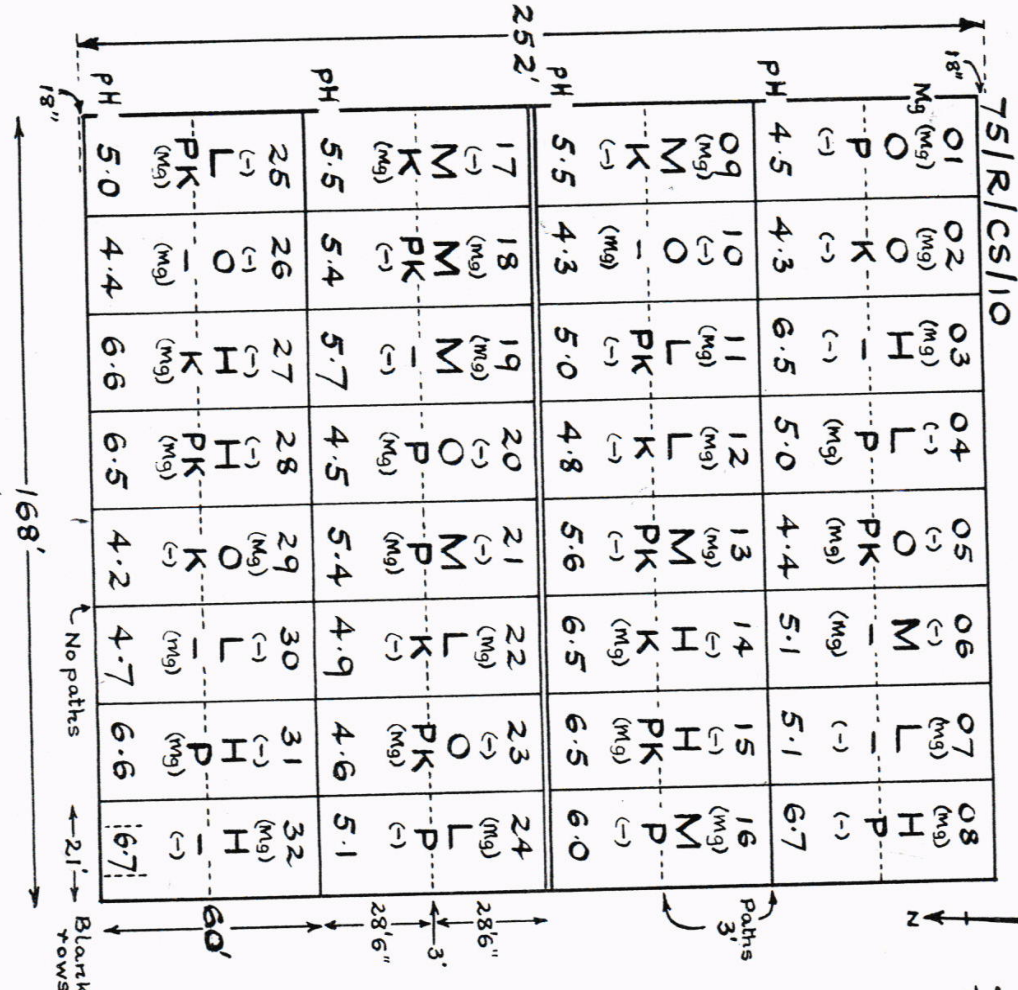 75/R/CS/10
N
18"
01 02 03 04 05 06 07 08
Mg (Mg) (Mg) (Mg) (-) (-) (-) (Mg) (Mg)
O O H L O M L H
P K – P PK – – P
(-) (-) (-) (Mg) (Mg) (Mg) (-) (-)
pH 4.5 4.3 6.5 5.0 4.4 5.1 5.1 6.7
Paths
3'
09 10 11 12 13 14 15 16
(Mg) (-) (Mg) (Mg) (Mg) (-) (-) (Mg)
M O L L M H H M
K – PK K PK K PK P
(-) (Mg) (-) (-) (-) (Mg) (Mg) (-)
pH 5.5 4.3 5.0 4.8 5.6 6.5 6.5 6.0
252'
17 18 19 20 21 22 23 24
(-) (Mg) (Mg) (-) (-) (Mg) (-) (Mg)
M M M O M L O L
K PK – P P K PK P
(Mg) (-) (-) (Mg) (Mg) (-) (Mg) (-)
pH 5.5 5.4 5.7 4.5 5.4 4.9 4.6 5.1
28'6"
3'
28'6"
25 26 27 28 29 30 31 32
(-) (-) (-) (-) (Mg) (-) (-) (Mg)
L O H H O L H H
PK – K PK K – P –
(Mg) (Mg) (Mg) (Mg) (-) (Mg) (Mg) (-)
pH 5.0 4.4 6.6 6.5 4.2 4.7 6.6 6.7
60'
18"
No paths
21'
Blank
rows
168'